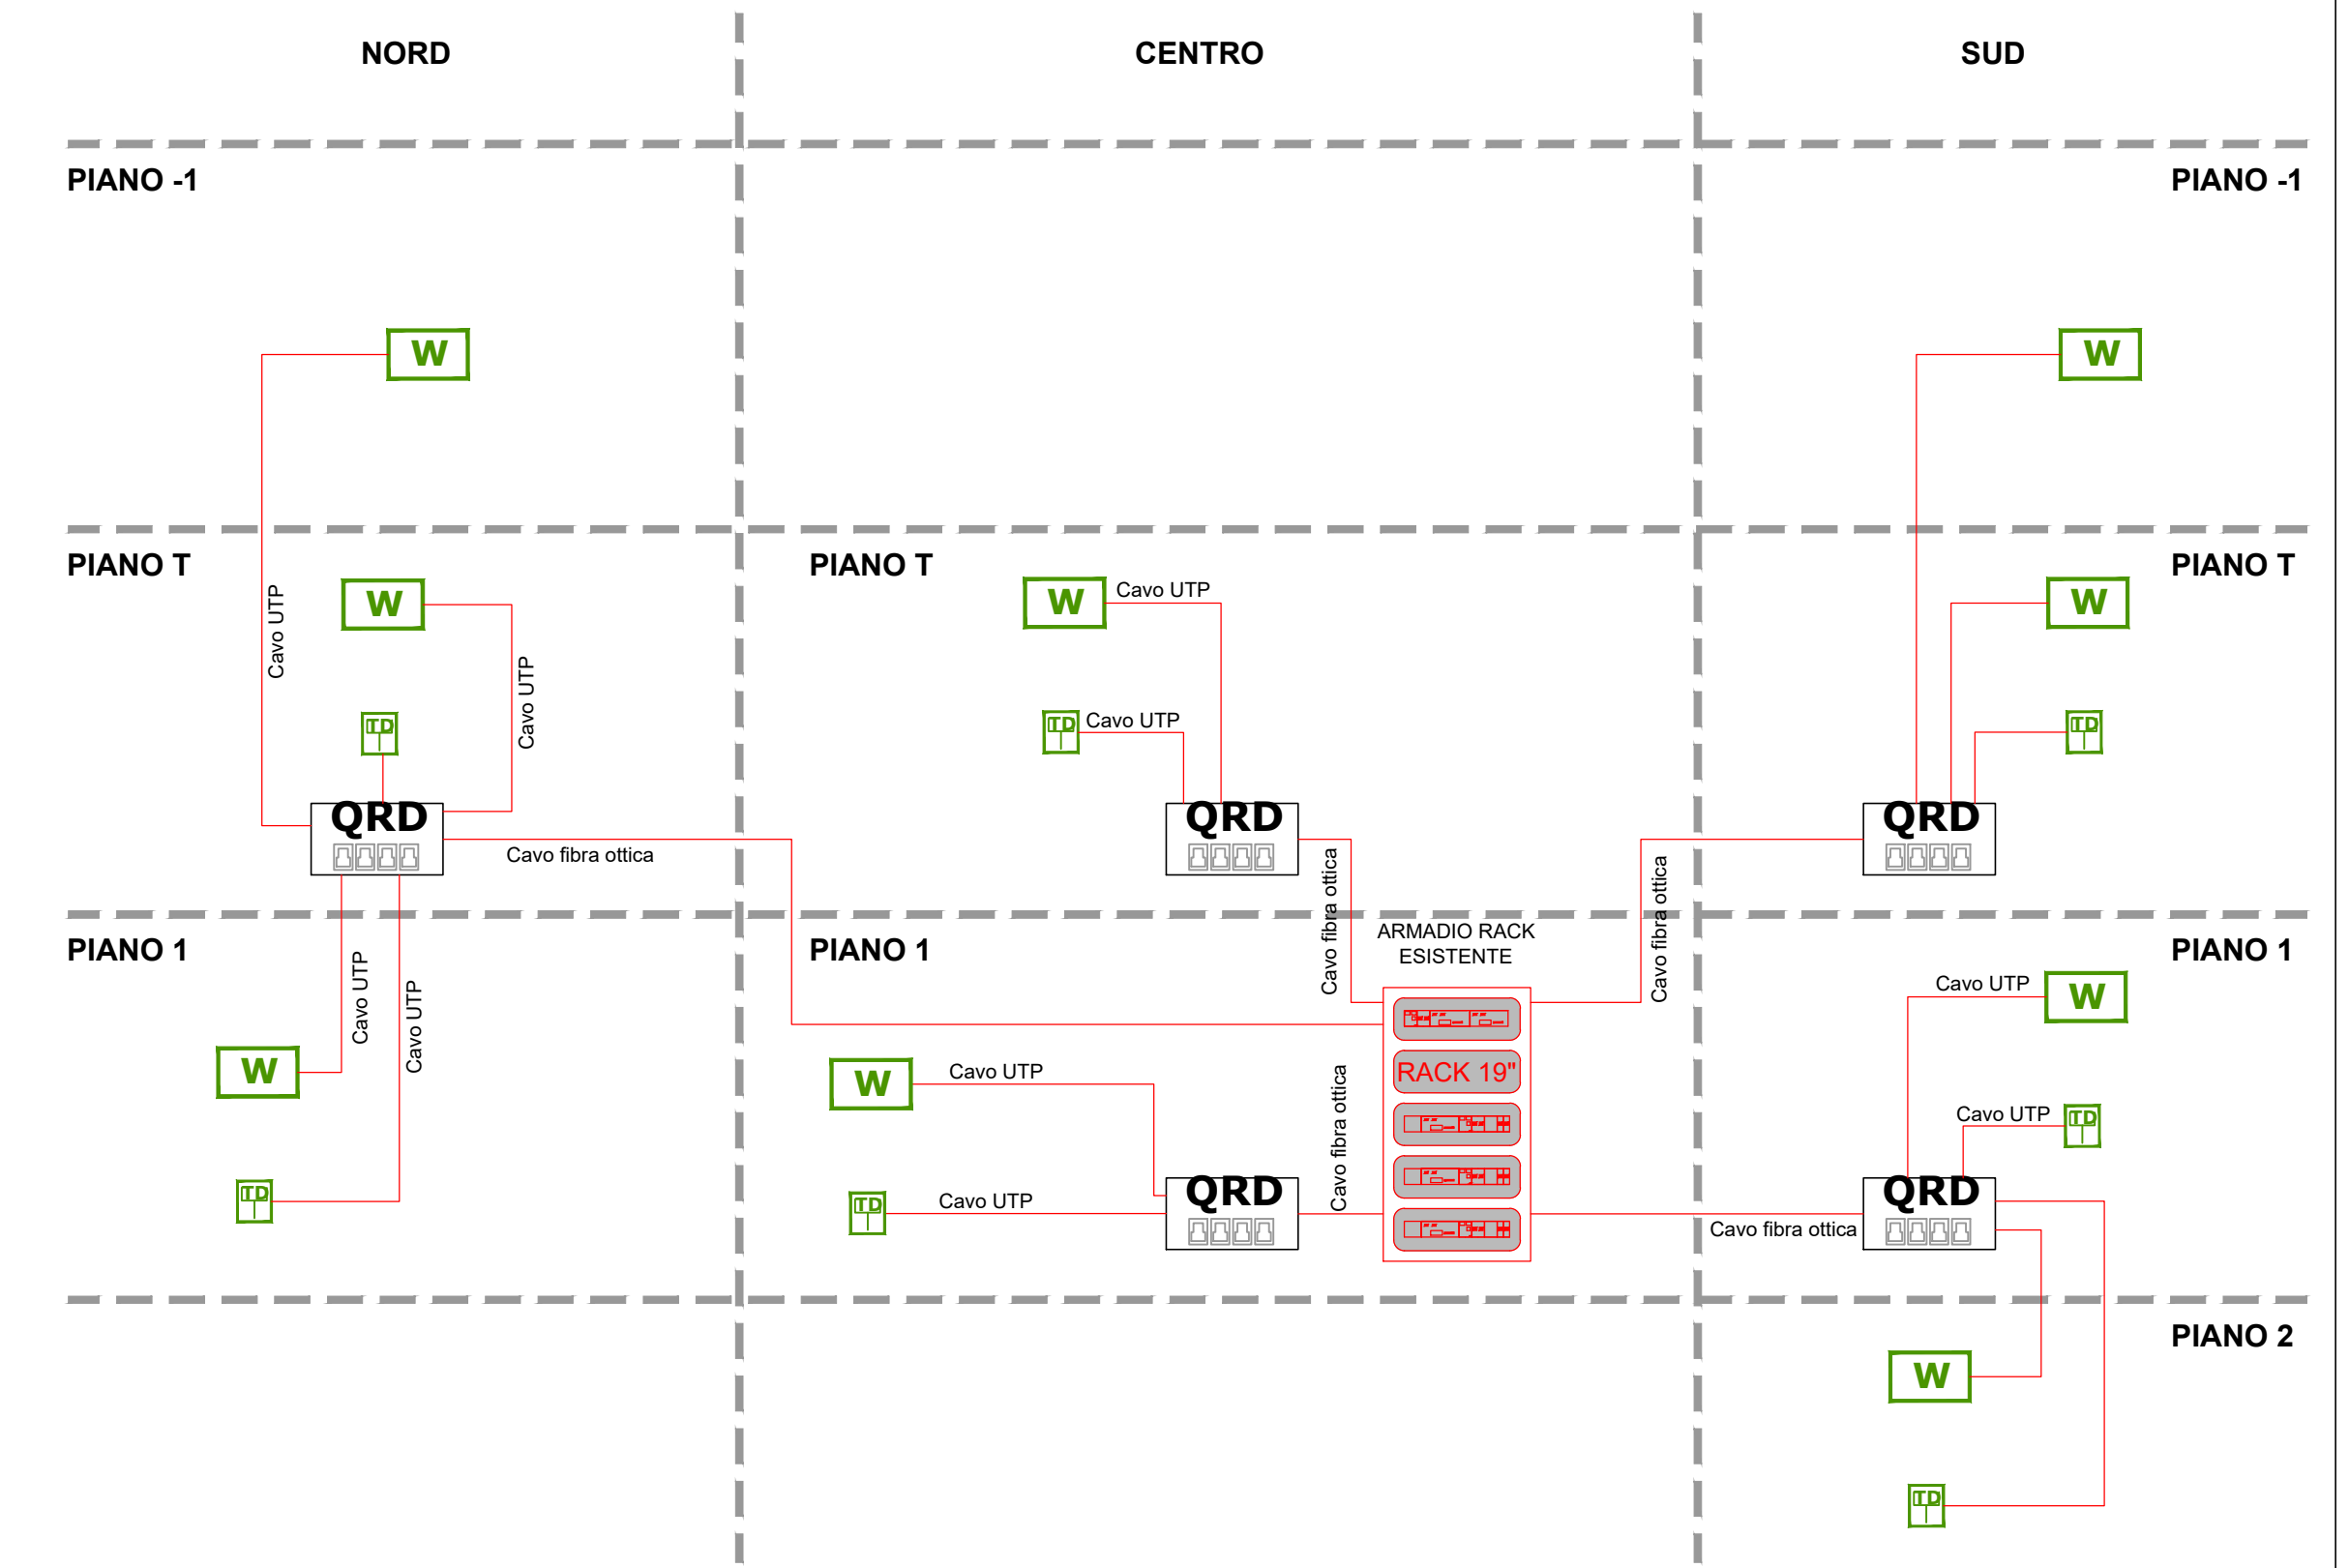 NORD
CENTRO
SUD
PIANO -1
PIANO -1
W
W
PIANO T
PIANO T
PIANO T
Cavo UTP
W
Cavo UTP
TD
QRD
Cavo fibra ottica
W
Cavo UTP
TD
Cavo UTP
QRD
Cavo fibra ottica
W
TD
QRD
Cavo fibra ottica
PIANO 1
PIANO 1
PIANO 1
Cavo UTP
Cavo UTP
W
TD
ARMADIO RACK
ESISTENTE
RACK 19"
W
Cavo UTP
TD
Cavo UTP
QRD
Cavo fibra ottica
Cavo UTP
W
Cavo UTP
TD
QRD
Cavo fibra ottica
PIANO 2
W
TD